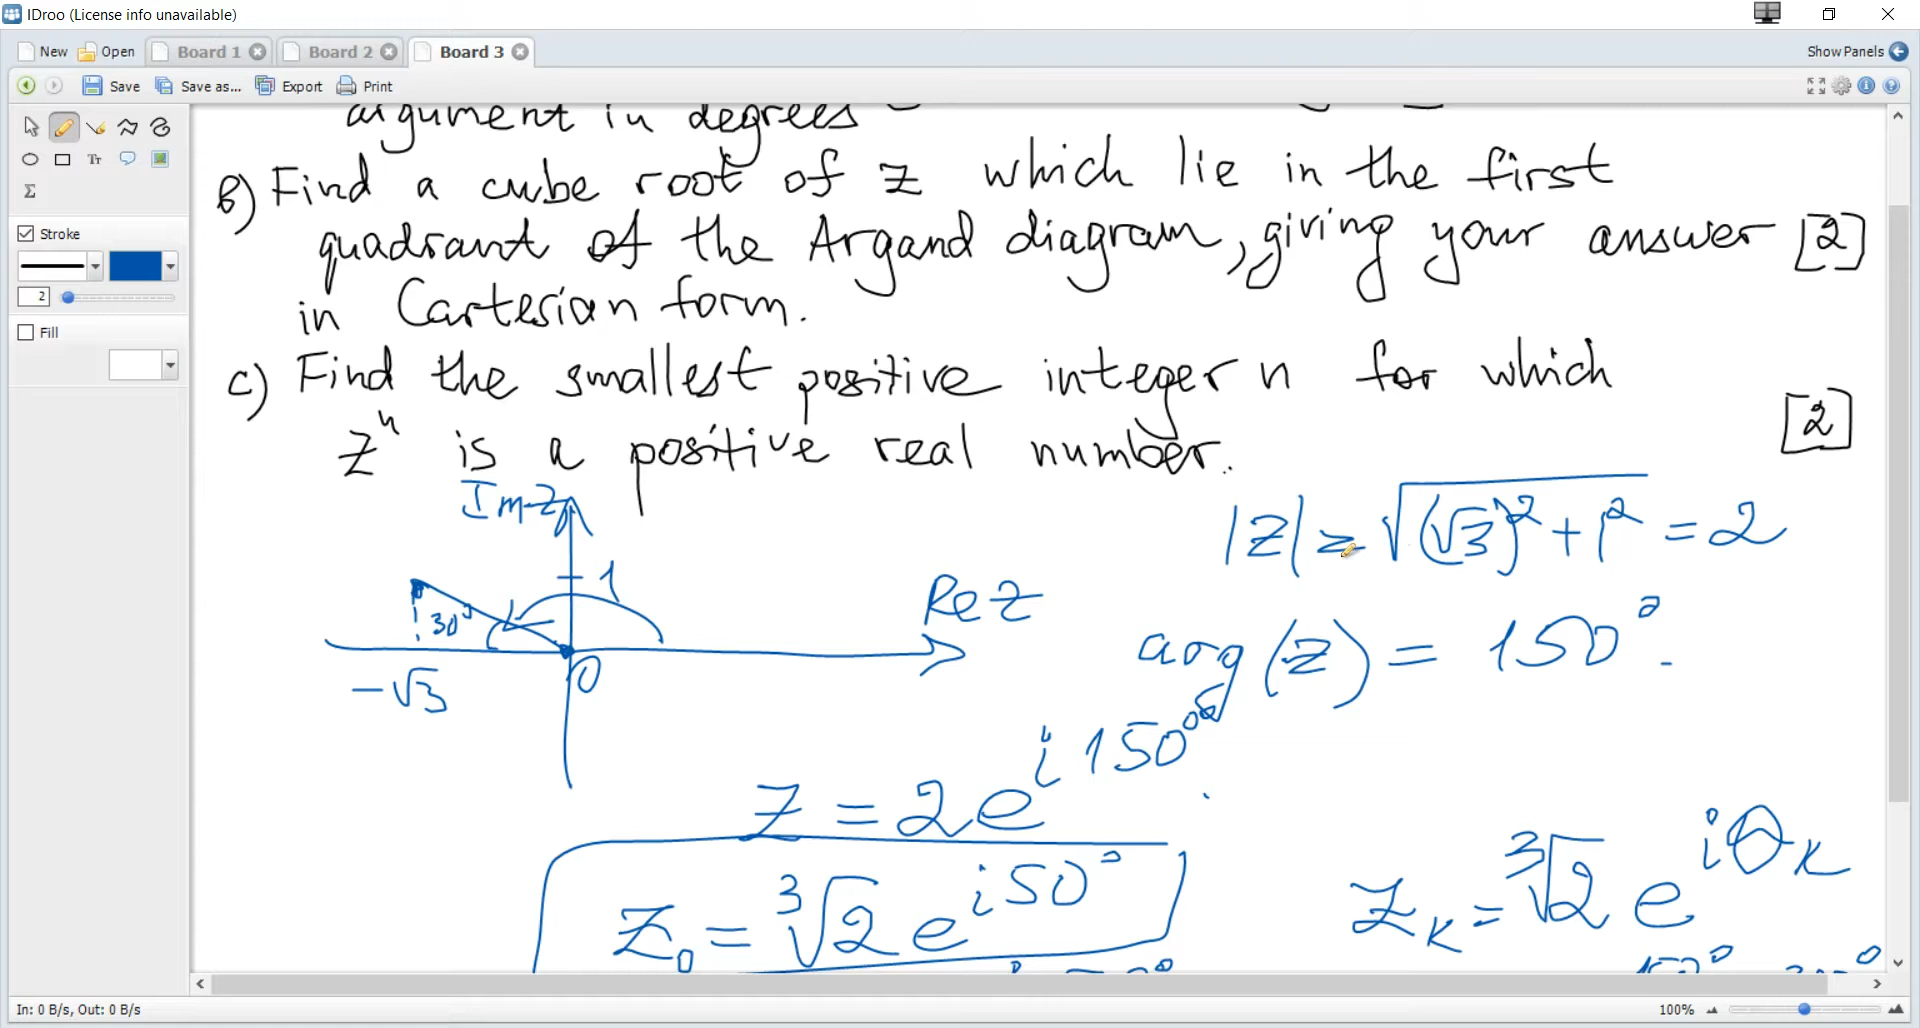 IDroo (License info unavailable)
New Open Board 1 Board 2 Board 3 Show Panels
Save Save as... Export Print
Tt
Σ
Stroke
2
Fill
argument in degrees
b) Find a cube root of z which lie in the first
quadrant of the Argand diagram, giving your answer [2]
in Cartesian form.
c) Find the smallest positive integer n for which
zⁿ is a positive real number. [2]
Im z
|z| = √((√3)² + 1²) = 2
1
Re z
30°
arg(z) = 150°.
0
-√3
z = 2e^(i150°)
z₀ = ∛2 e^(i50°)
z_k = ∛2 e^(iθ_k)
In: 0 B/s, Out: 0 B/s 100%